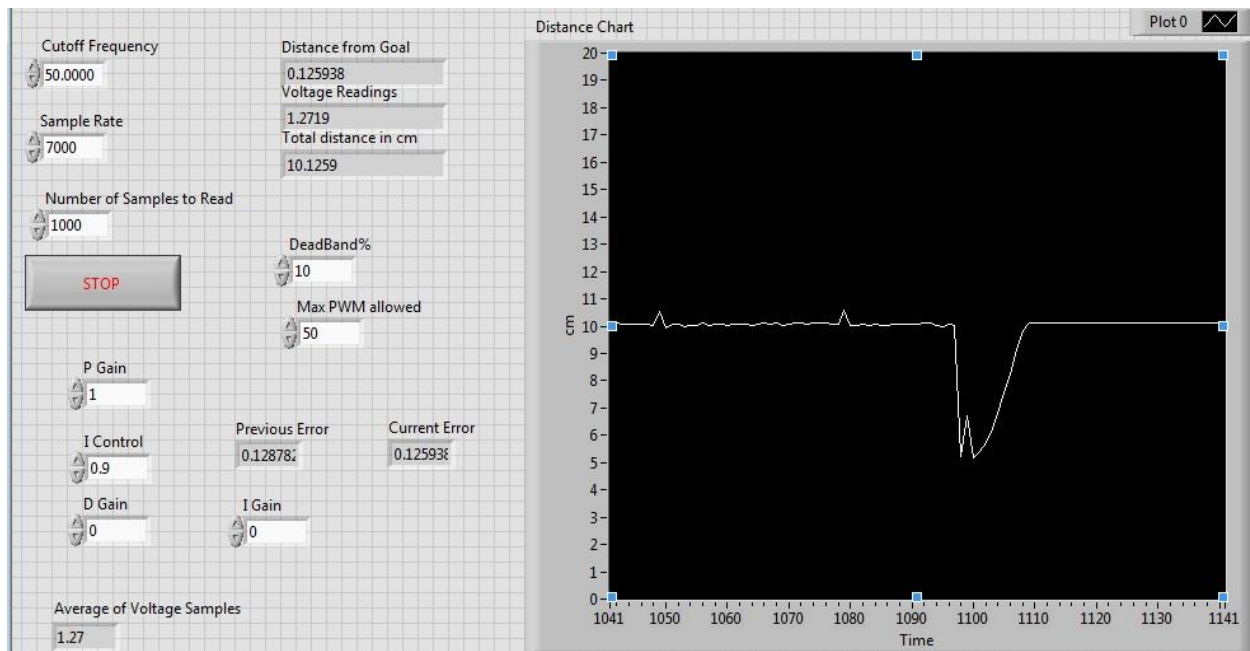 Cutoff Frequency
50.0000
Sample Rate
7000
Number of Samples to Read
1000
STOP
Distance from Goal
0.125938
Voltage Readings
1.2719
Total distance in cm
10.1259
DeadBand%
10
Max PWM allowed
50
P Gain
1
I Control
0.9
D Gain
0
Previous Error
0.128782
Current Error
0.125938
I Gain
0
Average of Voltage Samples
1.27
Distance Chart
Plot 0
20
19
18
17
16
15
14
13
12
11
10
9
8
7
6
5
4
3
2
1
0
cm
1041 1050 1060 1070 1080 1090 1100 1110 1120 1130 1141
Time